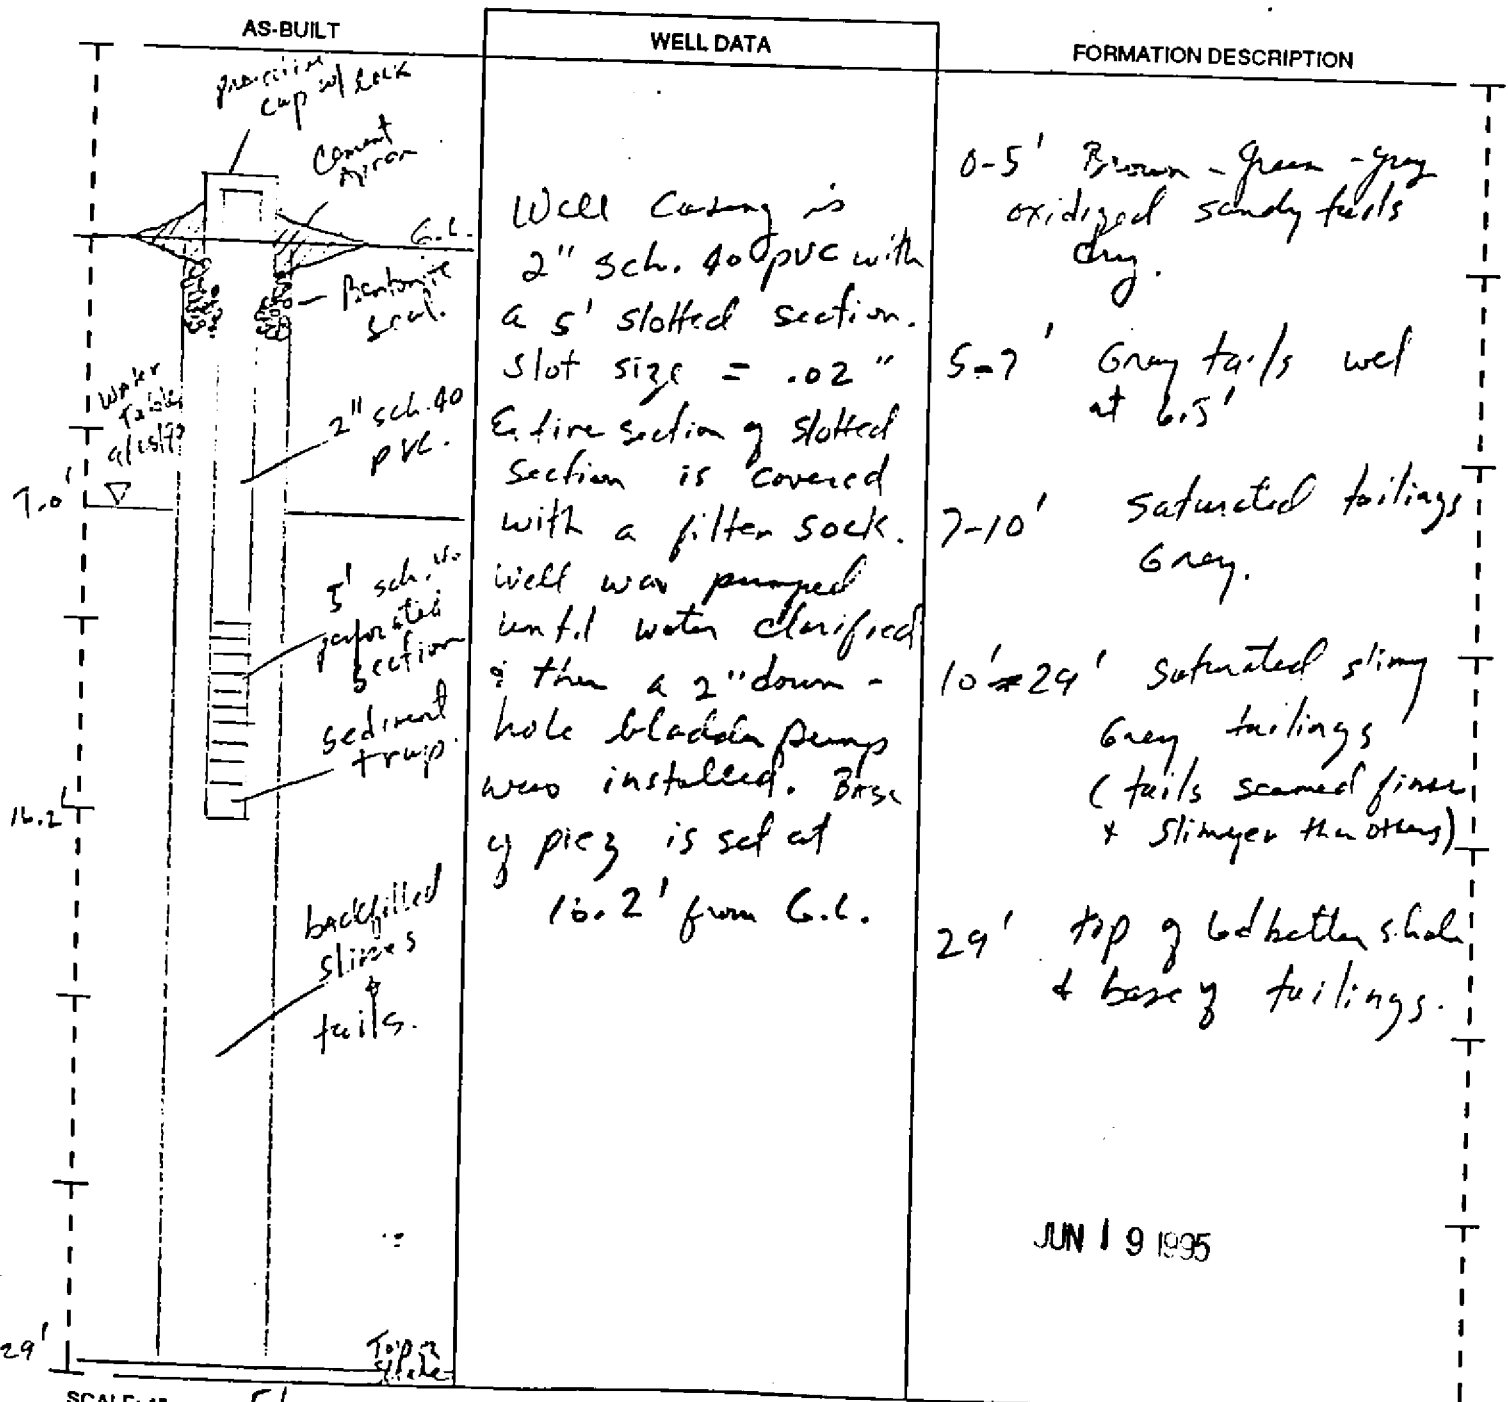 AS-BUILT
WELL DATA
FORMATION DESCRIPTION
cap w/ Lock
Cement
Apron
G.L.
Bentonite
seal.
Water
Table
7.0'
2" sch. 40
PVC.
5' sch. 40
perforated
section
sediment
trap.
16.2'
backfilled
slimes
&
tails.
29'
Top of
Shale
SCALE: 1"
5'
Well Casing is
2" sch. 40 pvc with
a 5' slotted section.
Slot size = .02"
Entire section of slotted
section is covered
with a filter sock.
Well was pumped
until water clarified
& then a 2" down-
hole bladder pump
was installed. Base
of piez is set at
16.2' from G.L.
0-5' Brown-green-gray
oxidized sandy tails
dry.
5-7' Gray tails wet
at 6.5'
7-10' Saturated tailings
Grey.
10'-29' Saturated slimy
Grey tailings
(tails seemed finer
& slimyer than others)
29' top of Ledbetter shale
& base of tailings.
JUN 19 1995